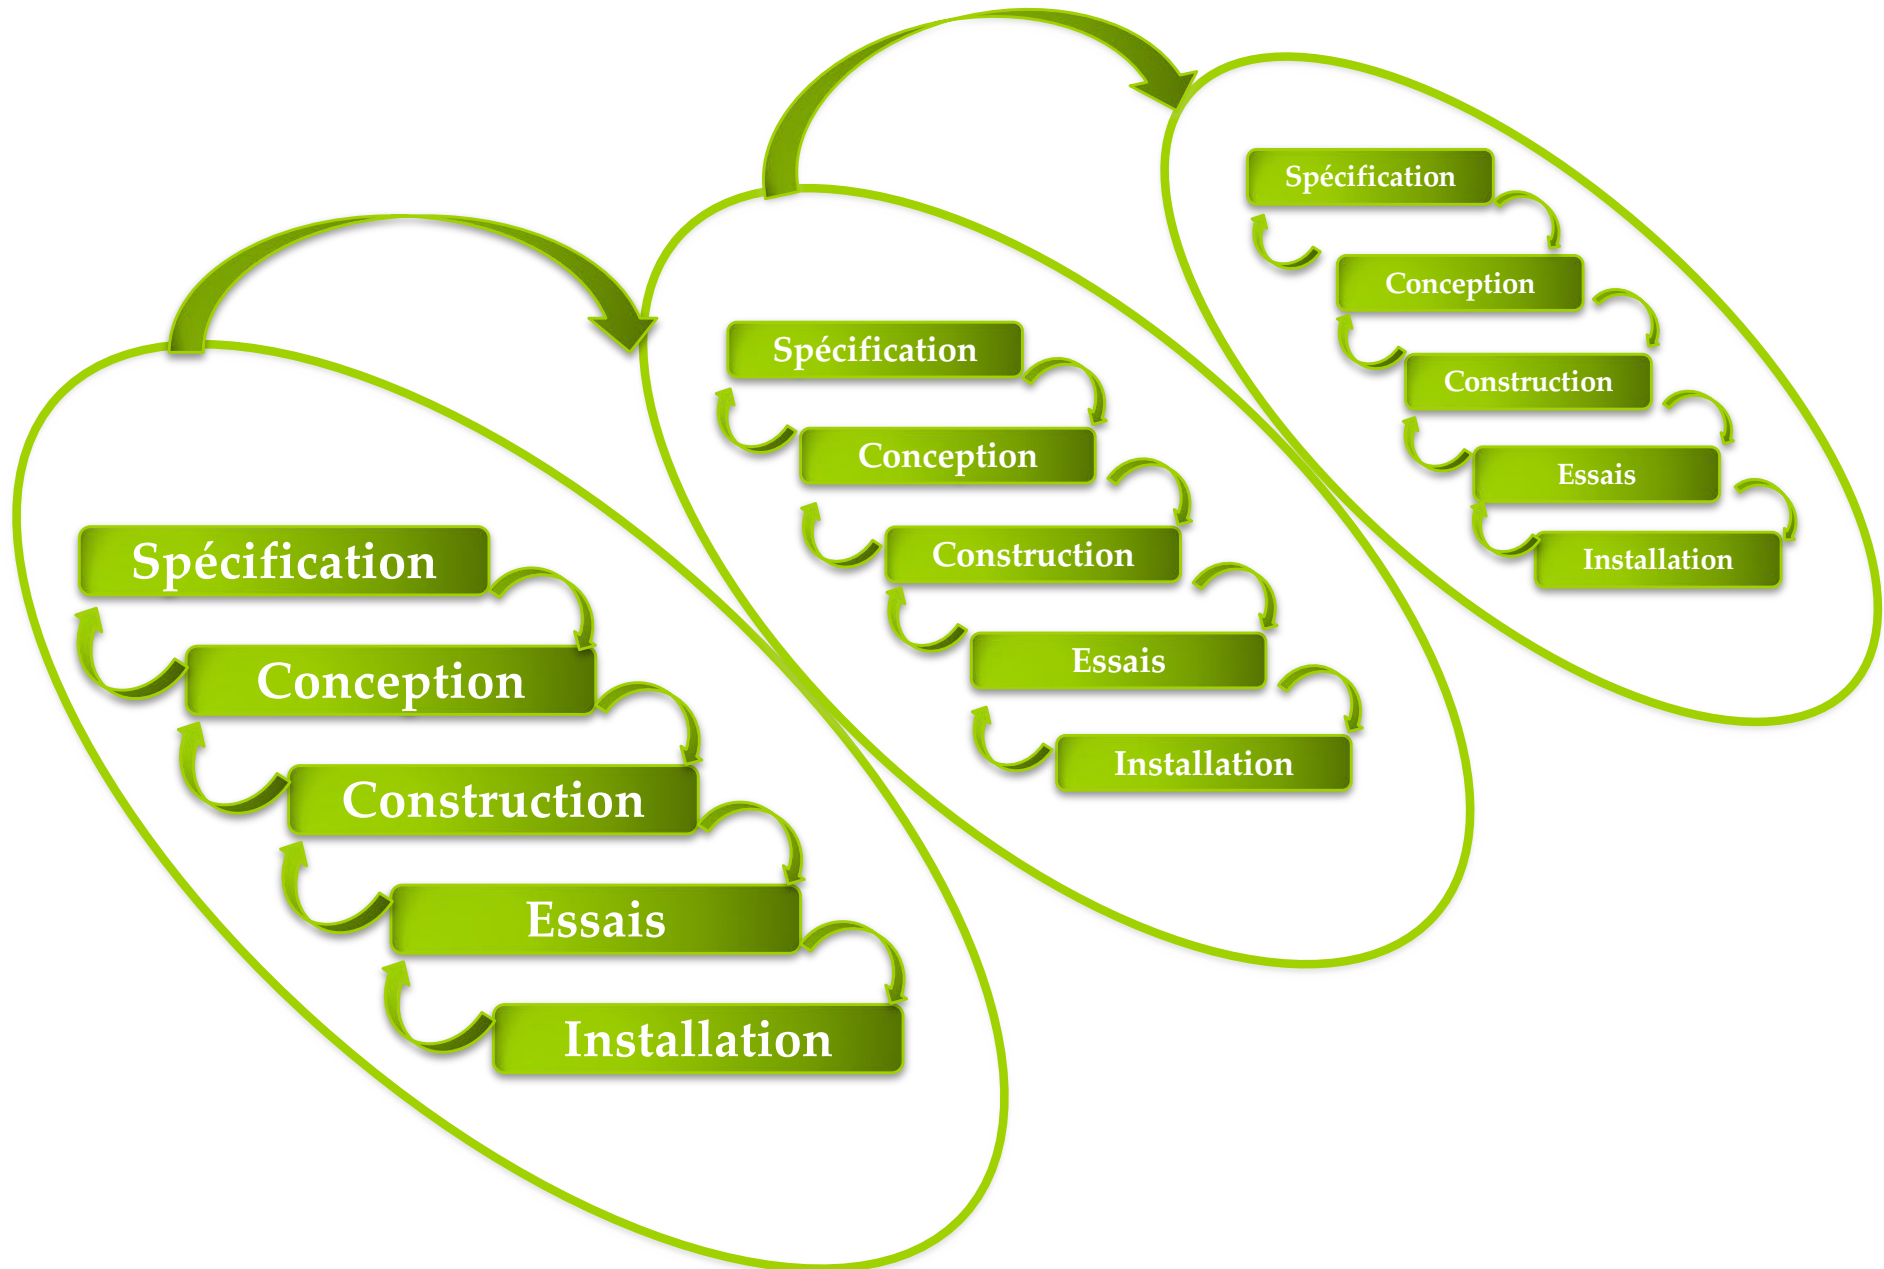 Spécification
Conception
Construction
Essais
Installation
Spécification
Conception
Construction
Essais
Installation
Spécification
Conception
Construction
Essais
Installation